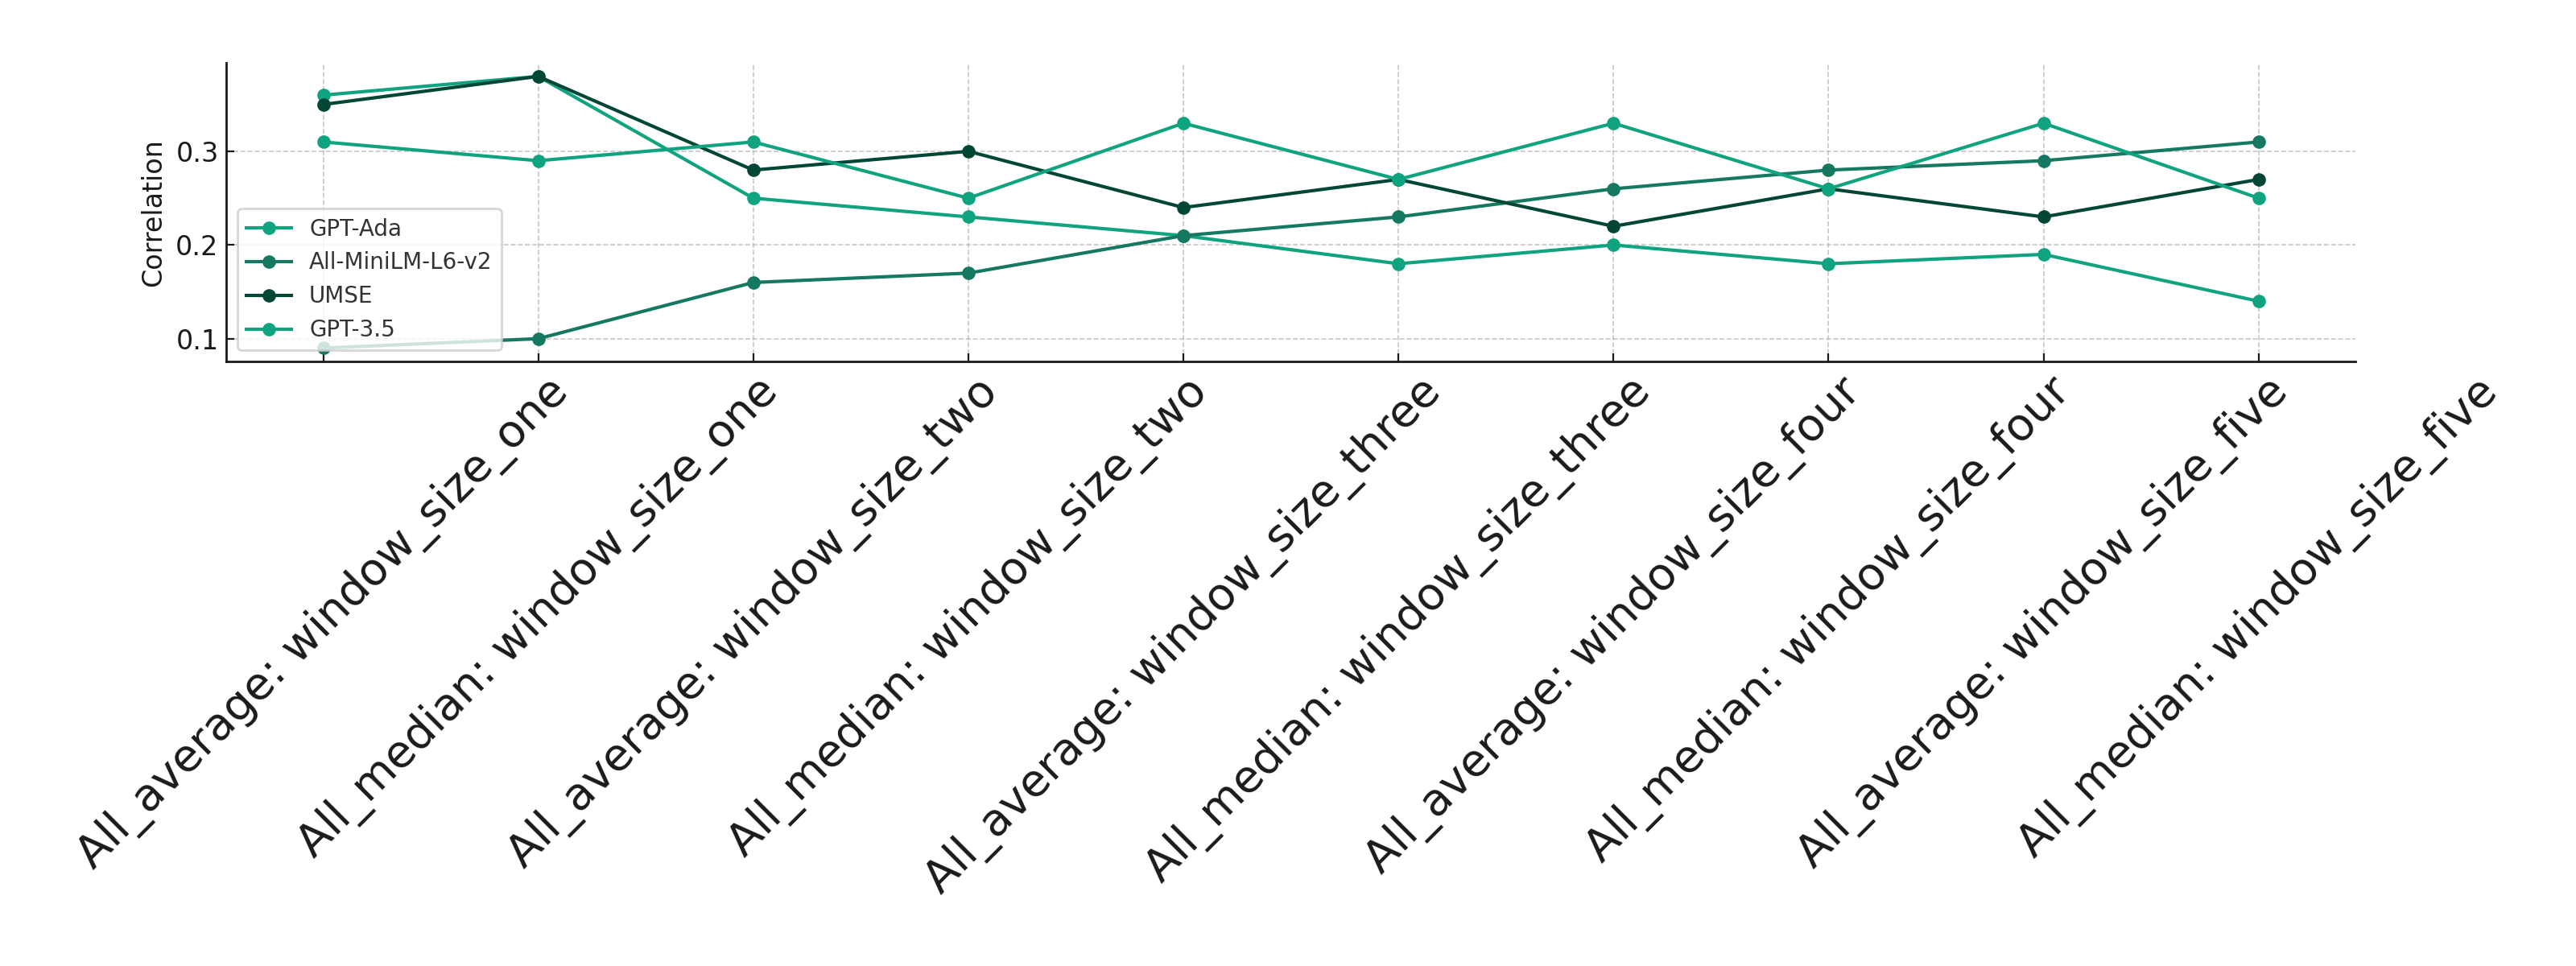 Correlation
0.3
0.2
0.1
GPT-Ada
All-MiniLM-L6-v2
UMSE
GPT-3.5
All_average: window_size_one
All_median: window_size_one
All_average: window_size_two
All_median: window_size_two
All_average: window_size_three
All_median: window_size_three
All_average: window_size_four
All_median: window_size_four
All_average: window_size_five
All_median: window_size_five